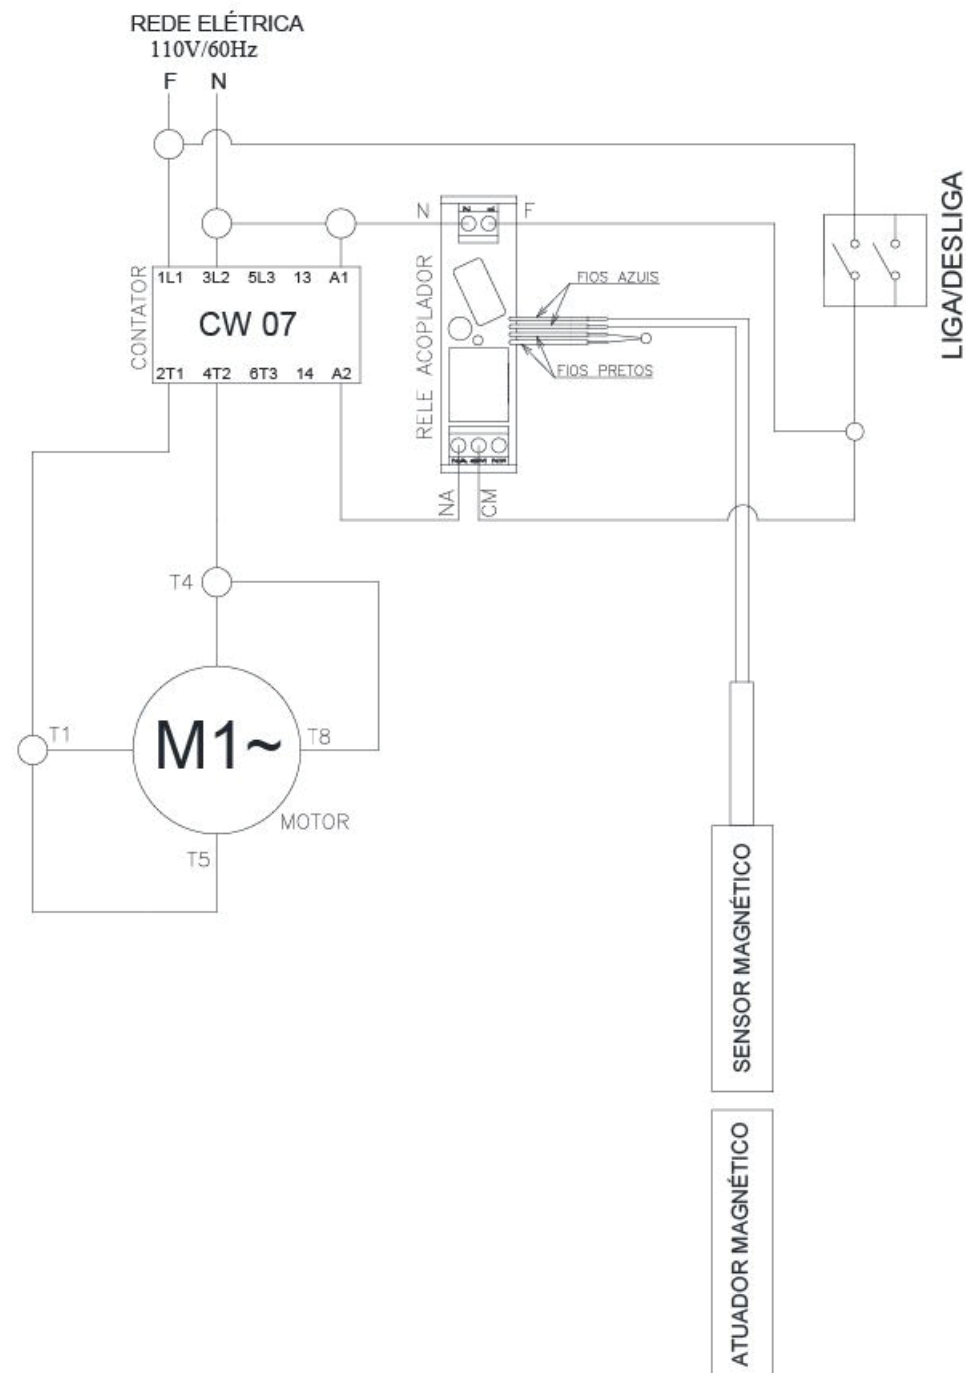 REDE ELÉTRICA
110V/60Hz
F N
N F
LIGA/DESLIGA
CONTATOR
1L1 3L2 5L3 13 A1
CW 07
2T1 4T2 6T3 14 A2
RELE ACOPLADOR
FIOS AZUIS
FIOS PRETOS
NA
CM
T4
T1
M1~
T8
MOTOR
T5
SENSOR MAGNÉTICO
ATUADOR MAGNÉTICO